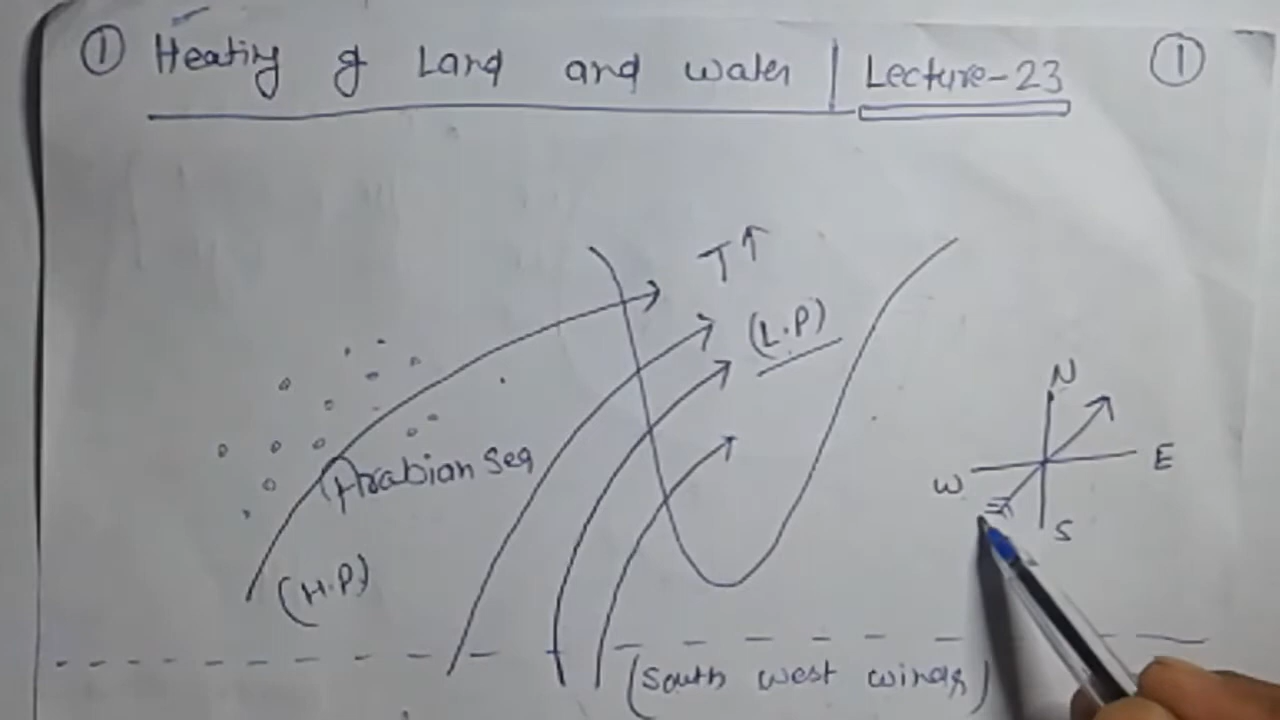 ① Heating of Land and water | Lecture-23 ①
T↑
(L.P)
N
Arabian Sea
W E
S
(H.P)
(South west winds)